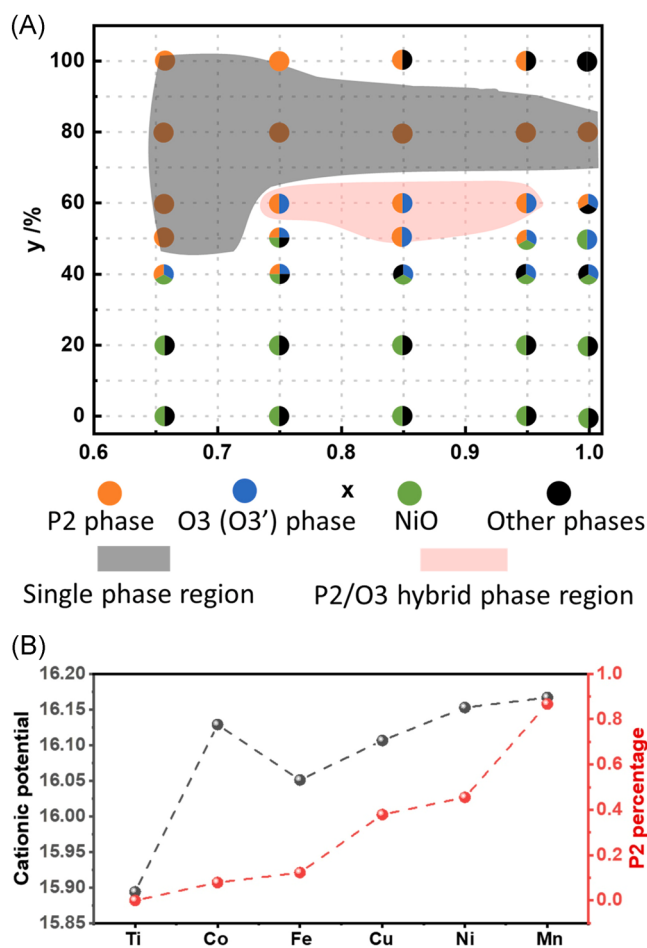 (A)
y /%
100
80
60
40
20
0
0.6 0.7 0.8 0.9 1.0
x
P2 phase O3 (O3') phase NiO Other phases
Single phase region P2/O3 hybrid phase region
(B)
Cationic potential
16.20
16.15
16.10
16.05
16.00
15.95
15.90
15.85
1.0
0.8
0.6
0.4
0.2
0.0
P2 percentage
Ti Co Fe Cu Ni Mn